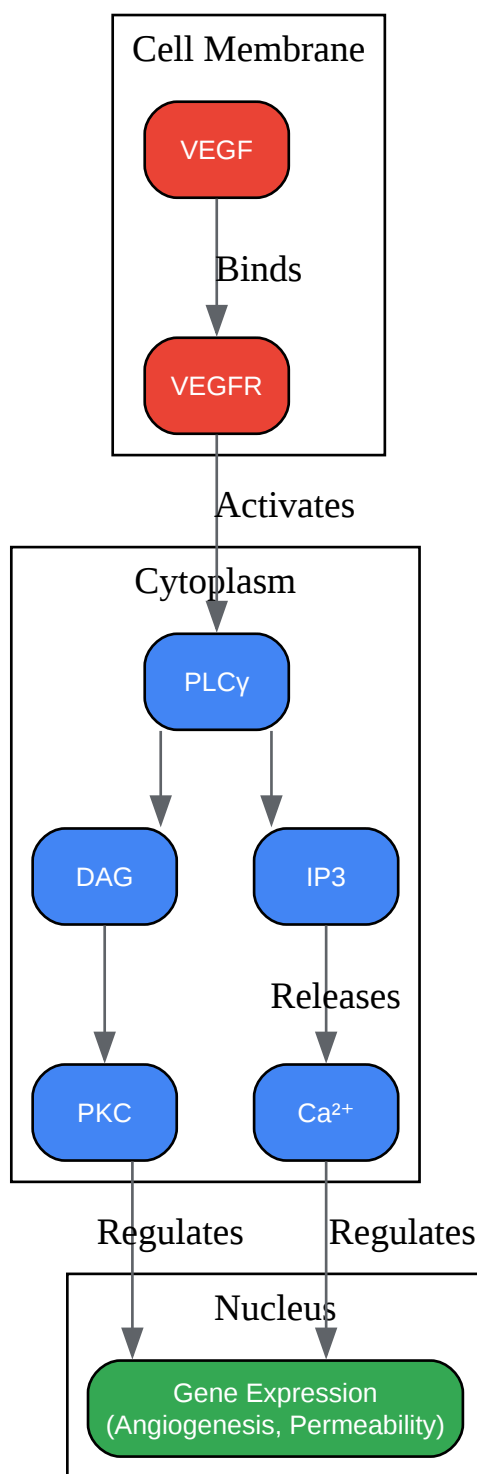 Cell Membrane
VEGF
Binds
VEGFR
Activates
Cytoplasm
PLCγ
DAG
IP3
Releases
PKC
Ca²⁺
Regulates
Regulates
Nucleus
Gene Expression
(Angiogenesis, Permeability)